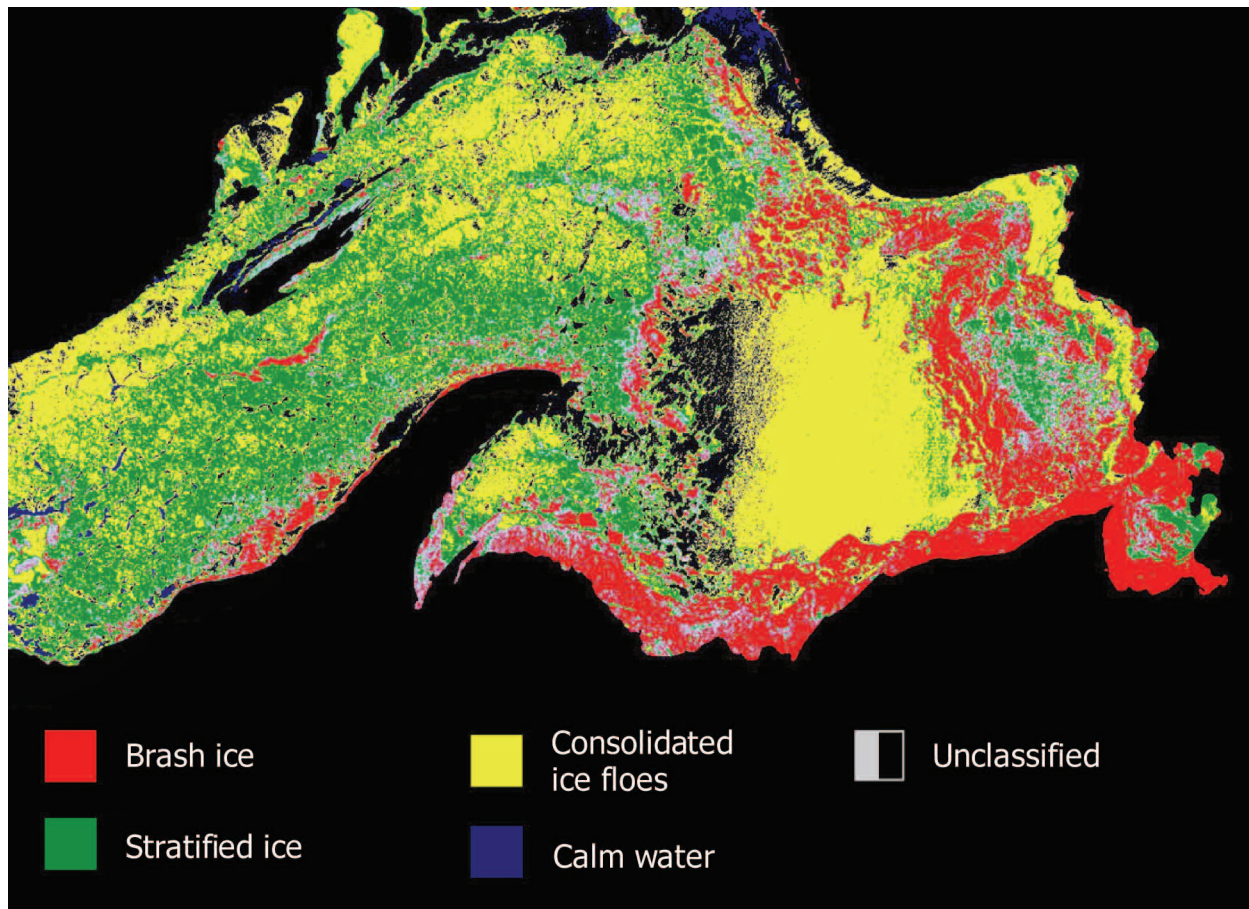 Brash ice
Consolidated
ice floes
Unclassified
Stratified ice
Calm water